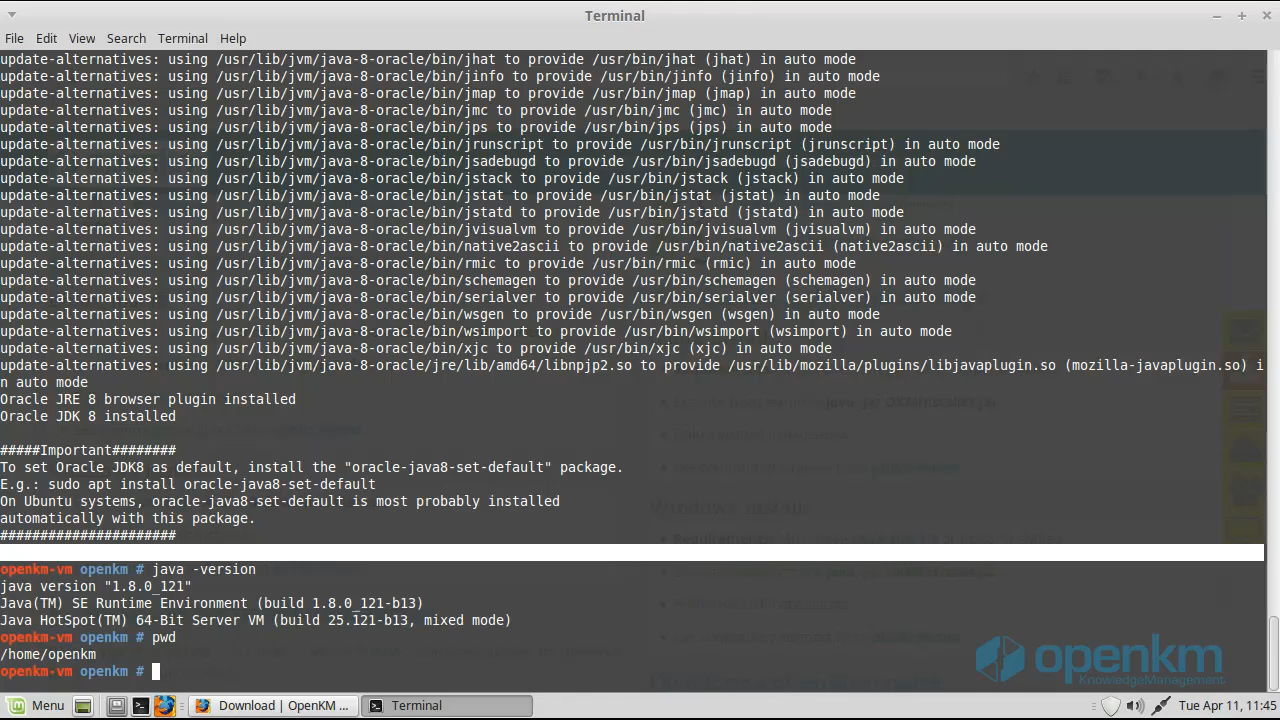 Terminal
File Edit View Search Terminal Help
update-alternatives: using /usr/lib/jvm/java-8-oracle/bin/jhat to provide /usr/bin/jhat (jhat) in auto mode
update-alternatives: using /usr/lib/jvm/java-8-oracle/bin/jinfo to provide /usr/bin/jinfo (jinfo) in auto mode
update-alternatives: using /usr/lib/jvm/java-8-oracle/bin/jmap to provide /usr/bin/jmap (jmap) in auto mode
update-alternatives: using /usr/lib/jvm/java-8-oracle/bin/jmc to provide /usr/bin/jmc (jmc) in auto mode
update-alternatives: using /usr/lib/jvm/java-8-oracle/bin/jps to provide /usr/bin/jps (jps) in auto mode
update-alternatives: using /usr/lib/jvm/java-8-oracle/bin/jrunscript to provide /usr/bin/jrunscript (jrunscript) in auto mode
update-alternatives: using /usr/lib/jvm/java-8-oracle/bin/jsadebugd to provide /usr/bin/jsadebugd (jsadebugd) in auto mode
update-alternatives: using /usr/lib/jvm/java-8-oracle/bin/jstack to provide /usr/bin/jstack (jstack) in auto mode
update-alternatives: using /usr/lib/jvm/java-8-oracle/bin/jstat to provide /usr/bin/jstat (jstat) in auto mode
update-alternatives: using /usr/lib/jvm/java-8-oracle/bin/jstatd to provide /usr/bin/jstatd (jstatd) in auto mode
update-alternatives: using /usr/lib/jvm/java-8-oracle/bin/jvisualvm to provide /usr/bin/jvisualvm (jvisualvm) in auto mode
update-alternatives: using /usr/lib/jvm/java-8-oracle/bin/native2ascii to provide /usr/bin/native2ascii (native2ascii) in auto mode
update-alternatives: using /usr/lib/jvm/java-8-oracle/bin/rmic to provide /usr/bin/rmic (rmic) in auto mode
update-alternatives: using /usr/lib/jvm/java-8-oracle/bin/schemagen to provide /usr/bin/schemagen (schemagen) in auto mode
update-alternatives: using /usr/lib/jvm/java-8-oracle/bin/serialver to provide /usr/bin/serialver (serialver) in auto mode
update-alternatives: using /usr/lib/jvm/java-8-oracle/bin/wsgen to provide /usr/bin/wsgen (wsgen) in auto mode
update-alternatives: using /usr/lib/jvm/java-8-oracle/bin/wsimport to provide /usr/bin/wsimport (wsimport) in auto mode
update-alternatives: using /usr/lib/jvm/java-8-oracle/bin/xjc to provide /usr/bin/xjc (xjc) in auto mode
update-alternatives: using /usr/lib/jvm/java-8-oracle/jre/lib/amd64/libnpjp2.so to provide /usr/lib/mozilla/plugins/libjavaplugin.so (mozilla-javaplugin.so) i
n auto mode
Oracle JRE 8 browser plugin installed
Oracle JDK 8 installed
#####Important########
To set Oracle JDK8 as default, install the "oracle-java8-set-default" package.
E.g.: sudo apt install oracle-java8-set-default
On Ubuntu systems, oracle-java8-set-default is most probably installed
automatically with this package.
######################
openkm-vm openkm # java -version
java version "1.8.0_121"
Java(TM) SE Runtime Environment (build 1.8.0_121-b13)
Java HotSpot(TM) 64-Bit Server VM (build 25.121-b13, mixed mode)
openkm-vm openkm # pwd
/home/openkm
openkm-vm openkm #
openkm
KnowledgeManagement
Menu Download | OpenKM ... Terminal Tue Apr 11, 11:45